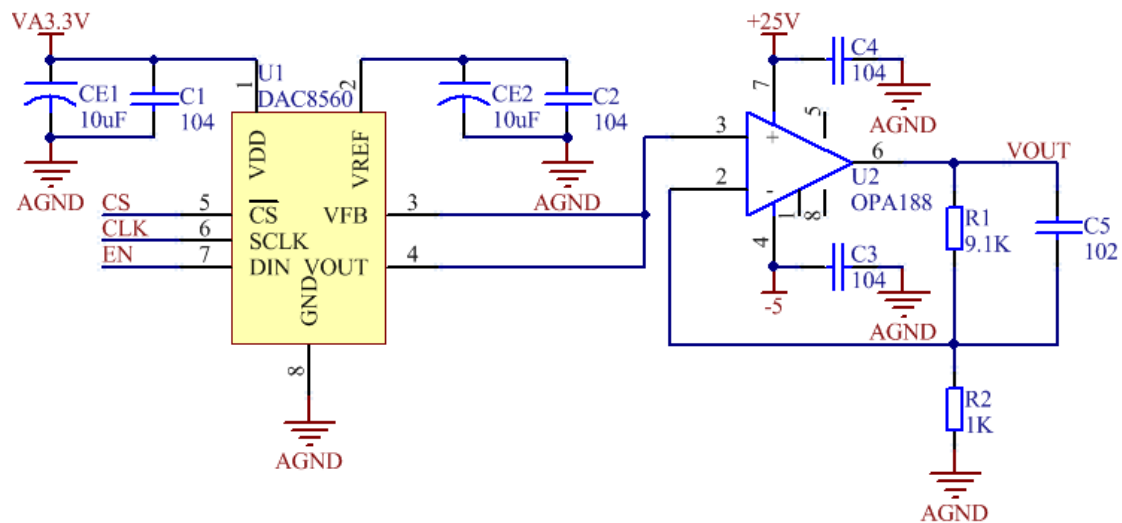 VA3.3V
+25V
CE1
10uF
C1
104
1
U1
DAC8560
2
CE2
10uF
C2
104
C4
104
7
5
AGND
AGND
AGND
VDD
VREF
3
+
6
VOUT
U2
OPA188
2
-
1
8
CS
5
CS
VFB
3
CLK
6
SCLK
EN
7
DIN
VOUT
4
GND
8
AGND
4
C3
104
-5
AGND
R1
9.1K
C5
102
R2
1K
AGND